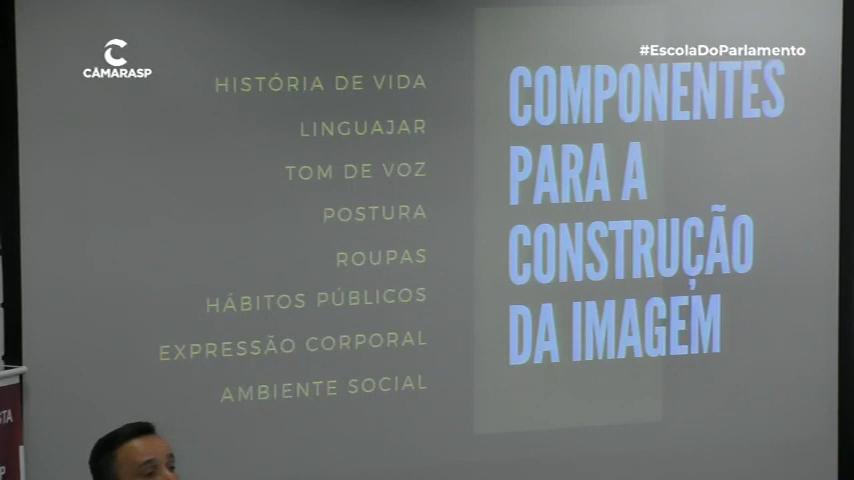 CÂMARASP
#EscolaDoParlamento
HISTÓRIA DE VIDA
LINGUAJAR
TOM DE VOZ
POSTURA
ROUPAS
HÁBITOS PÚBLICOS
EXPRESSÃO CORPORAL
AMBIENTE SOCIAL
COMPONENTES
PARA A
CONSTRUÇÃO
DA IMAGEM